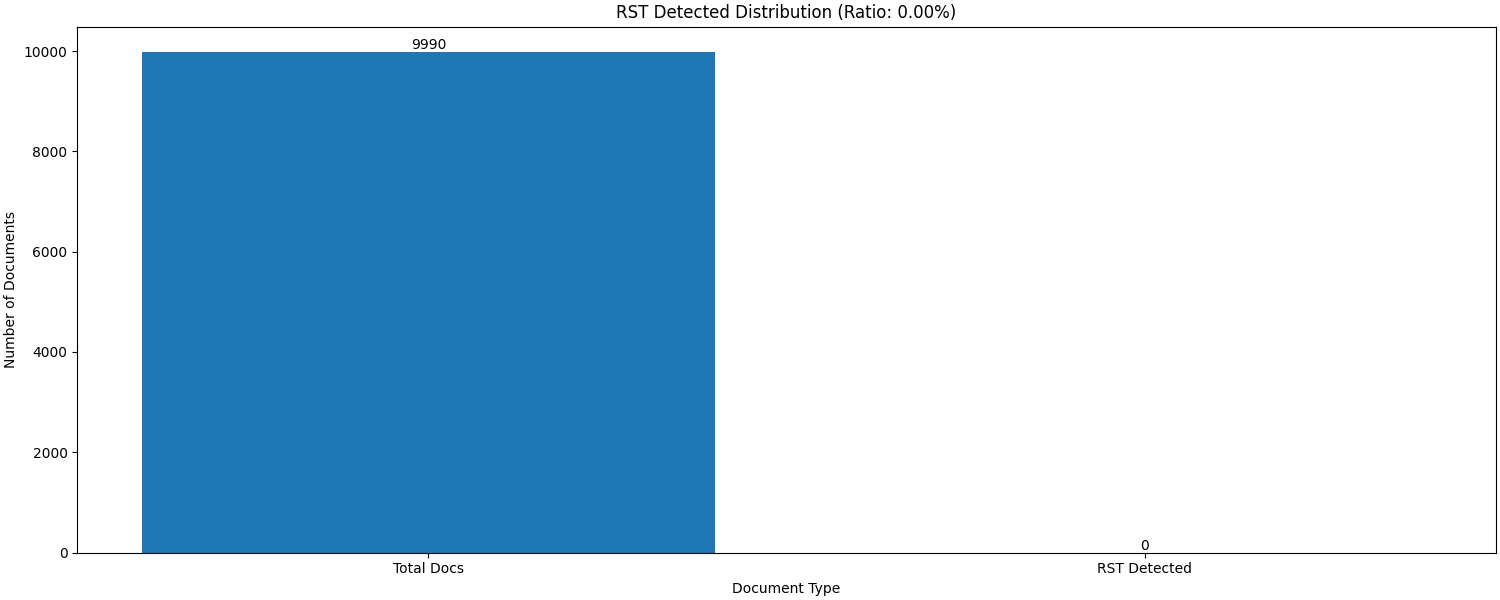 RST Detected Distribution (Ratio: 0.00%)
10000
8000
6000
4000
2000
0
Number of Documents
9990
0
Total Docs
RST Detected
Document Type